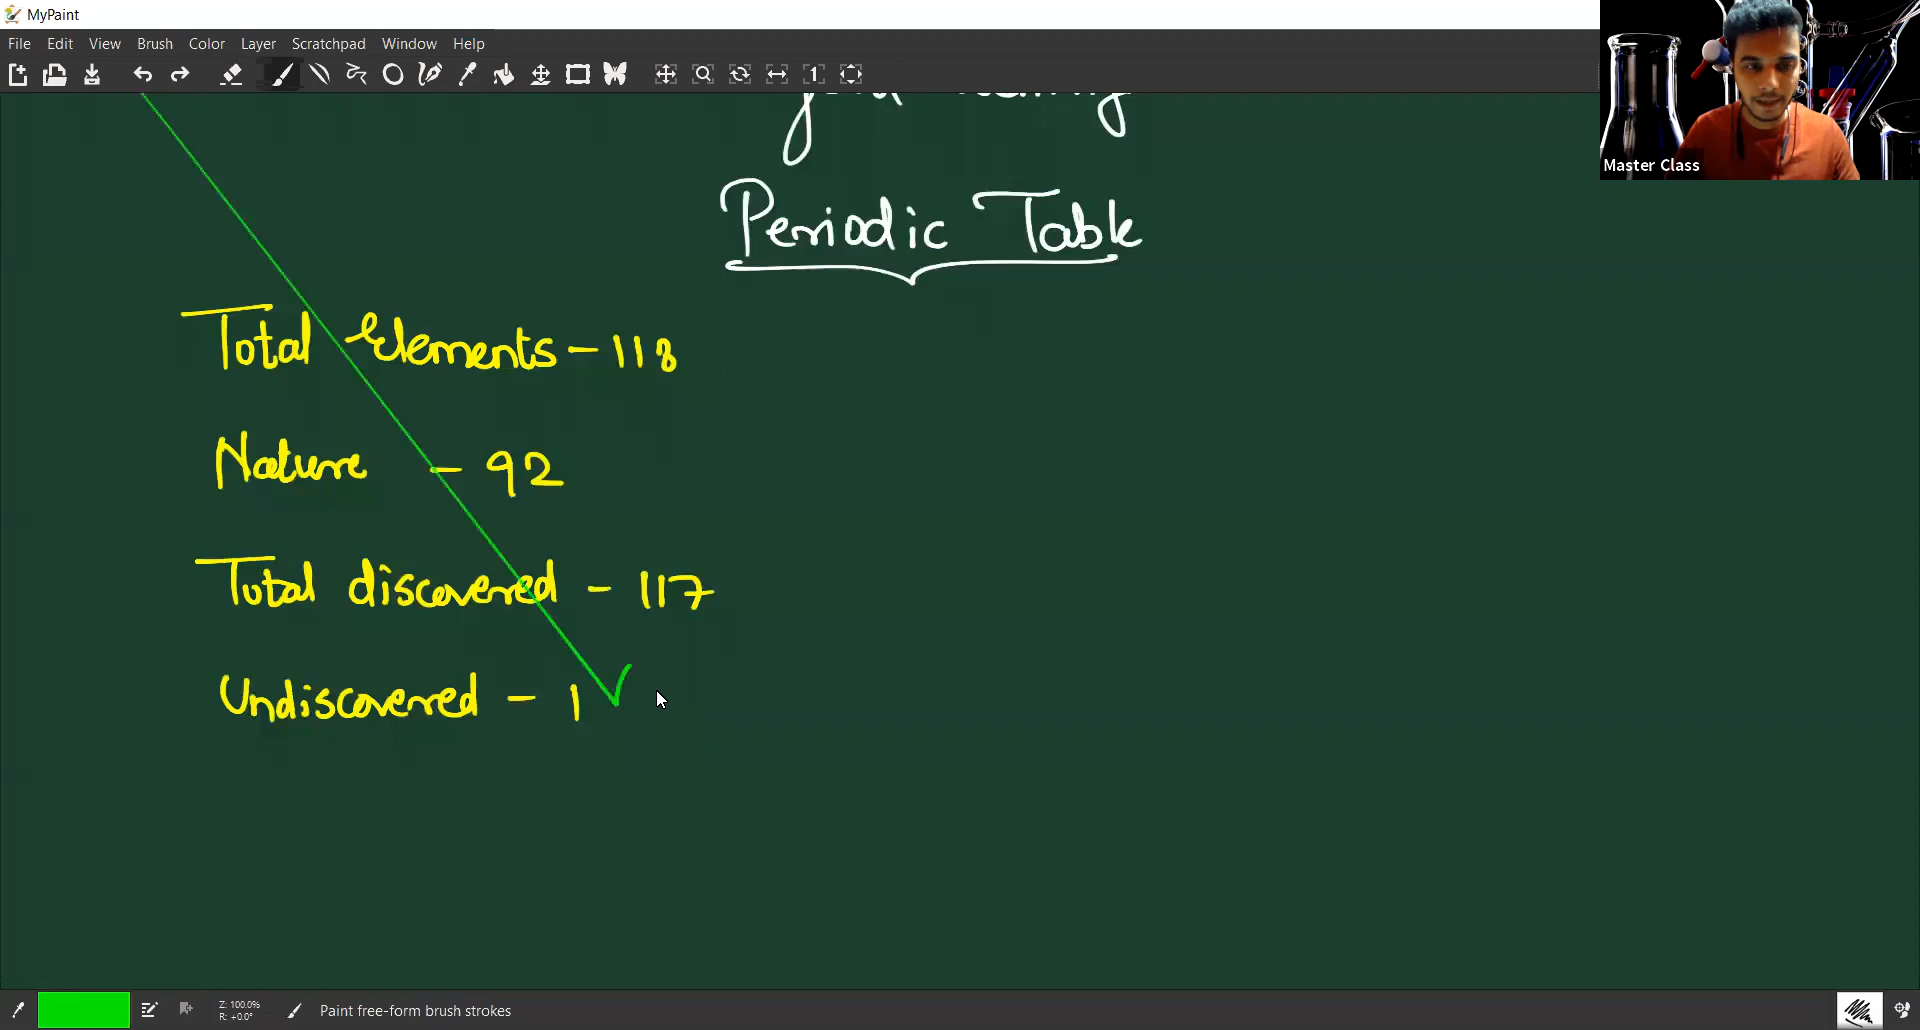 MyPaint
File Edit View Brush Color Layer Scratchpad Window Help
Master Class
Periodic Table
Total Elements - 118
Nature - 92
Total discovered - 117
Undiscovered - 1
Z: 100.0%
R: +0.0°
Paint free-form brush strokes